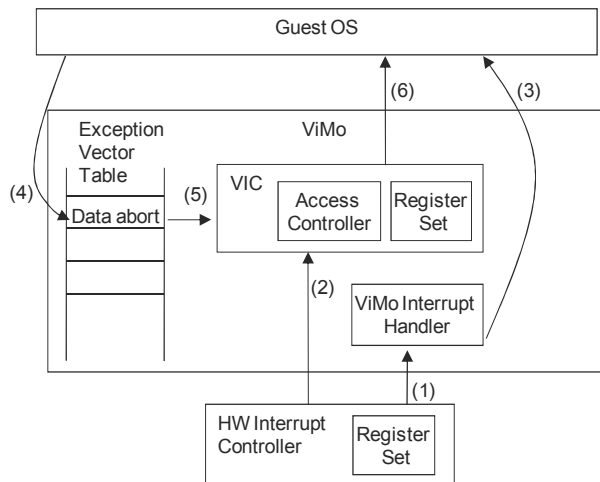 Guest OS
(6)
(3)
Exception
Vector
Table
ViMo
(4)
Data abort
(5)
VIC
Access
Controller
Register
Set
(2)
ViMo Interrupt
Handler
(1)
HW Interrupt
Controller
Register
Set